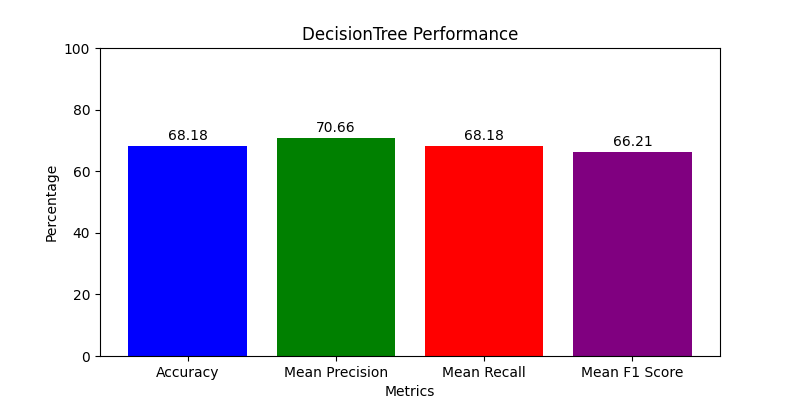 DecisionTree Performance
100
80
60
40
20
0
Percentage
68.18
70.66
68.18
66.21
Accuracy
Mean Precision
Mean Recall
Mean F1 Score
Metrics